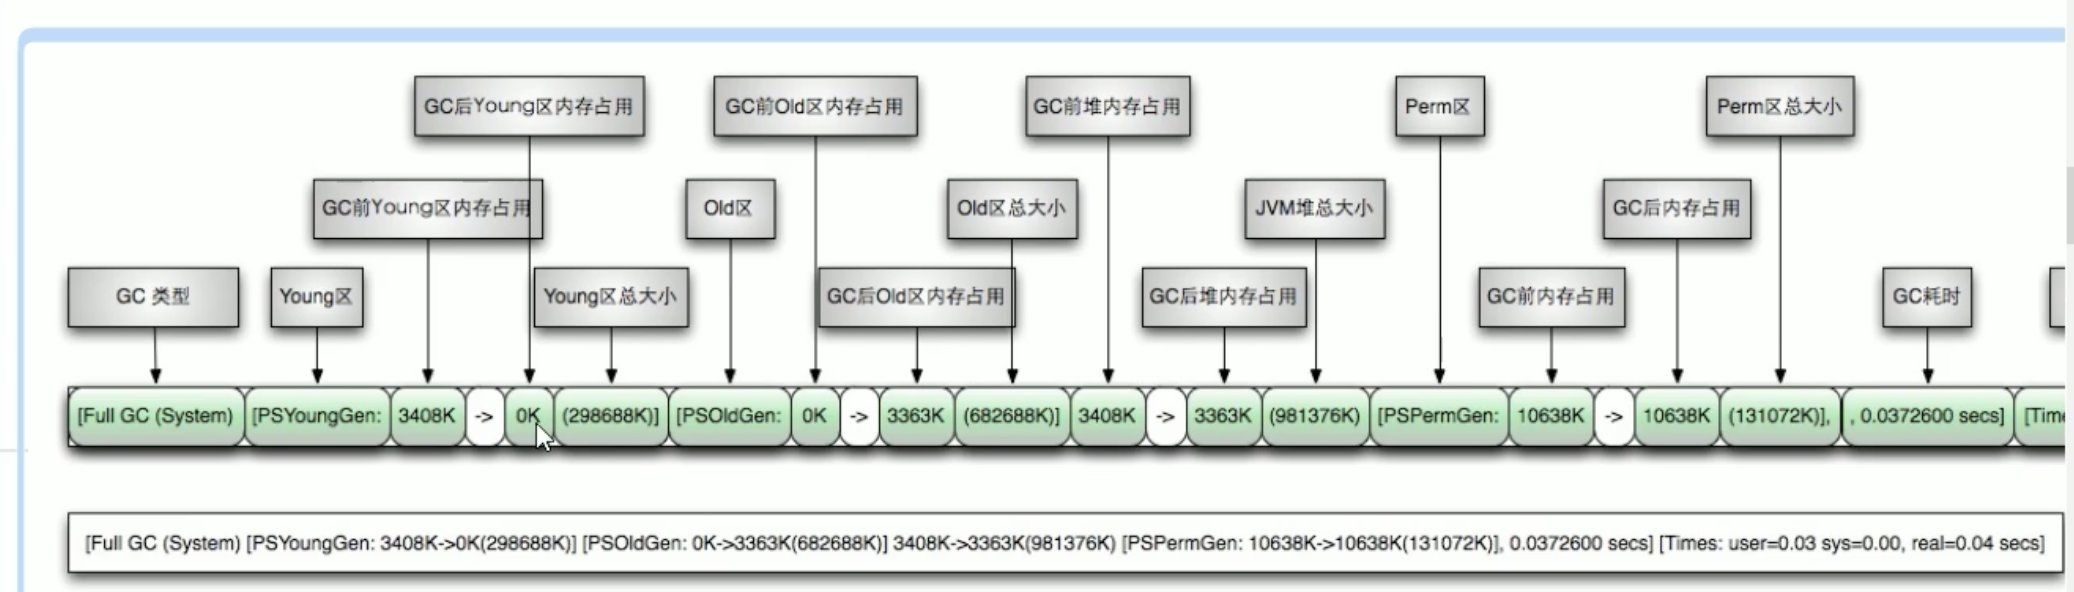 GC后Young区内存占用
GC前Old区内存占用
GC前堆内存占用
Perm区
Perm区总大小
GC前Young区内存占用
Old区
Old区总大小
JVM堆总大小
GC后内存占用
GC 类型
Young区
Young区总大小
GC后Old区内存占用
GC后堆内存占用
GC前内存占用
GC耗时
[Full GC (System) [PSYoungGen: 3408K -> 0K (298688K)] [PSOldGen: 0K -> 3363K (682688K)] 3408K -> 3363K (981376K) [PSPermGen: 10638K -> 10638K (131072K)], , 0.0372600 secs] [Time
[Full GC (System) [PSYoungGen: 3408K->0K(298688K)] [PSOldGen: 0K->3363K(682688K)] 3408K->3363K(981376K) [PSPermGen: 10638K->10638K(131072K)], 0.0372600 secs] [Times: user=0.03 sys=0.00, real=0.04 secs]